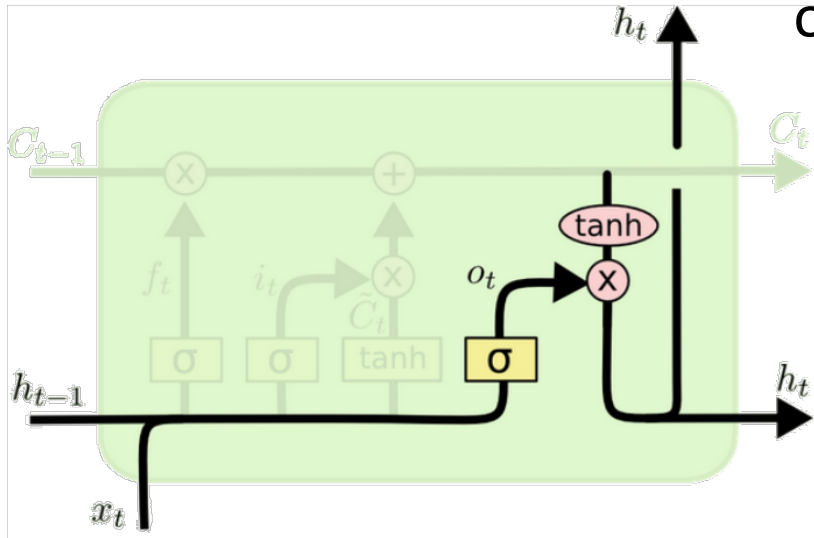 h_t
C_{t-1}
C_t
x
+
tanh
f_t
i_t
x
o_t
x
C̃_t
σ
σ
tanh
σ
h_{t-1}
h_t
x_t